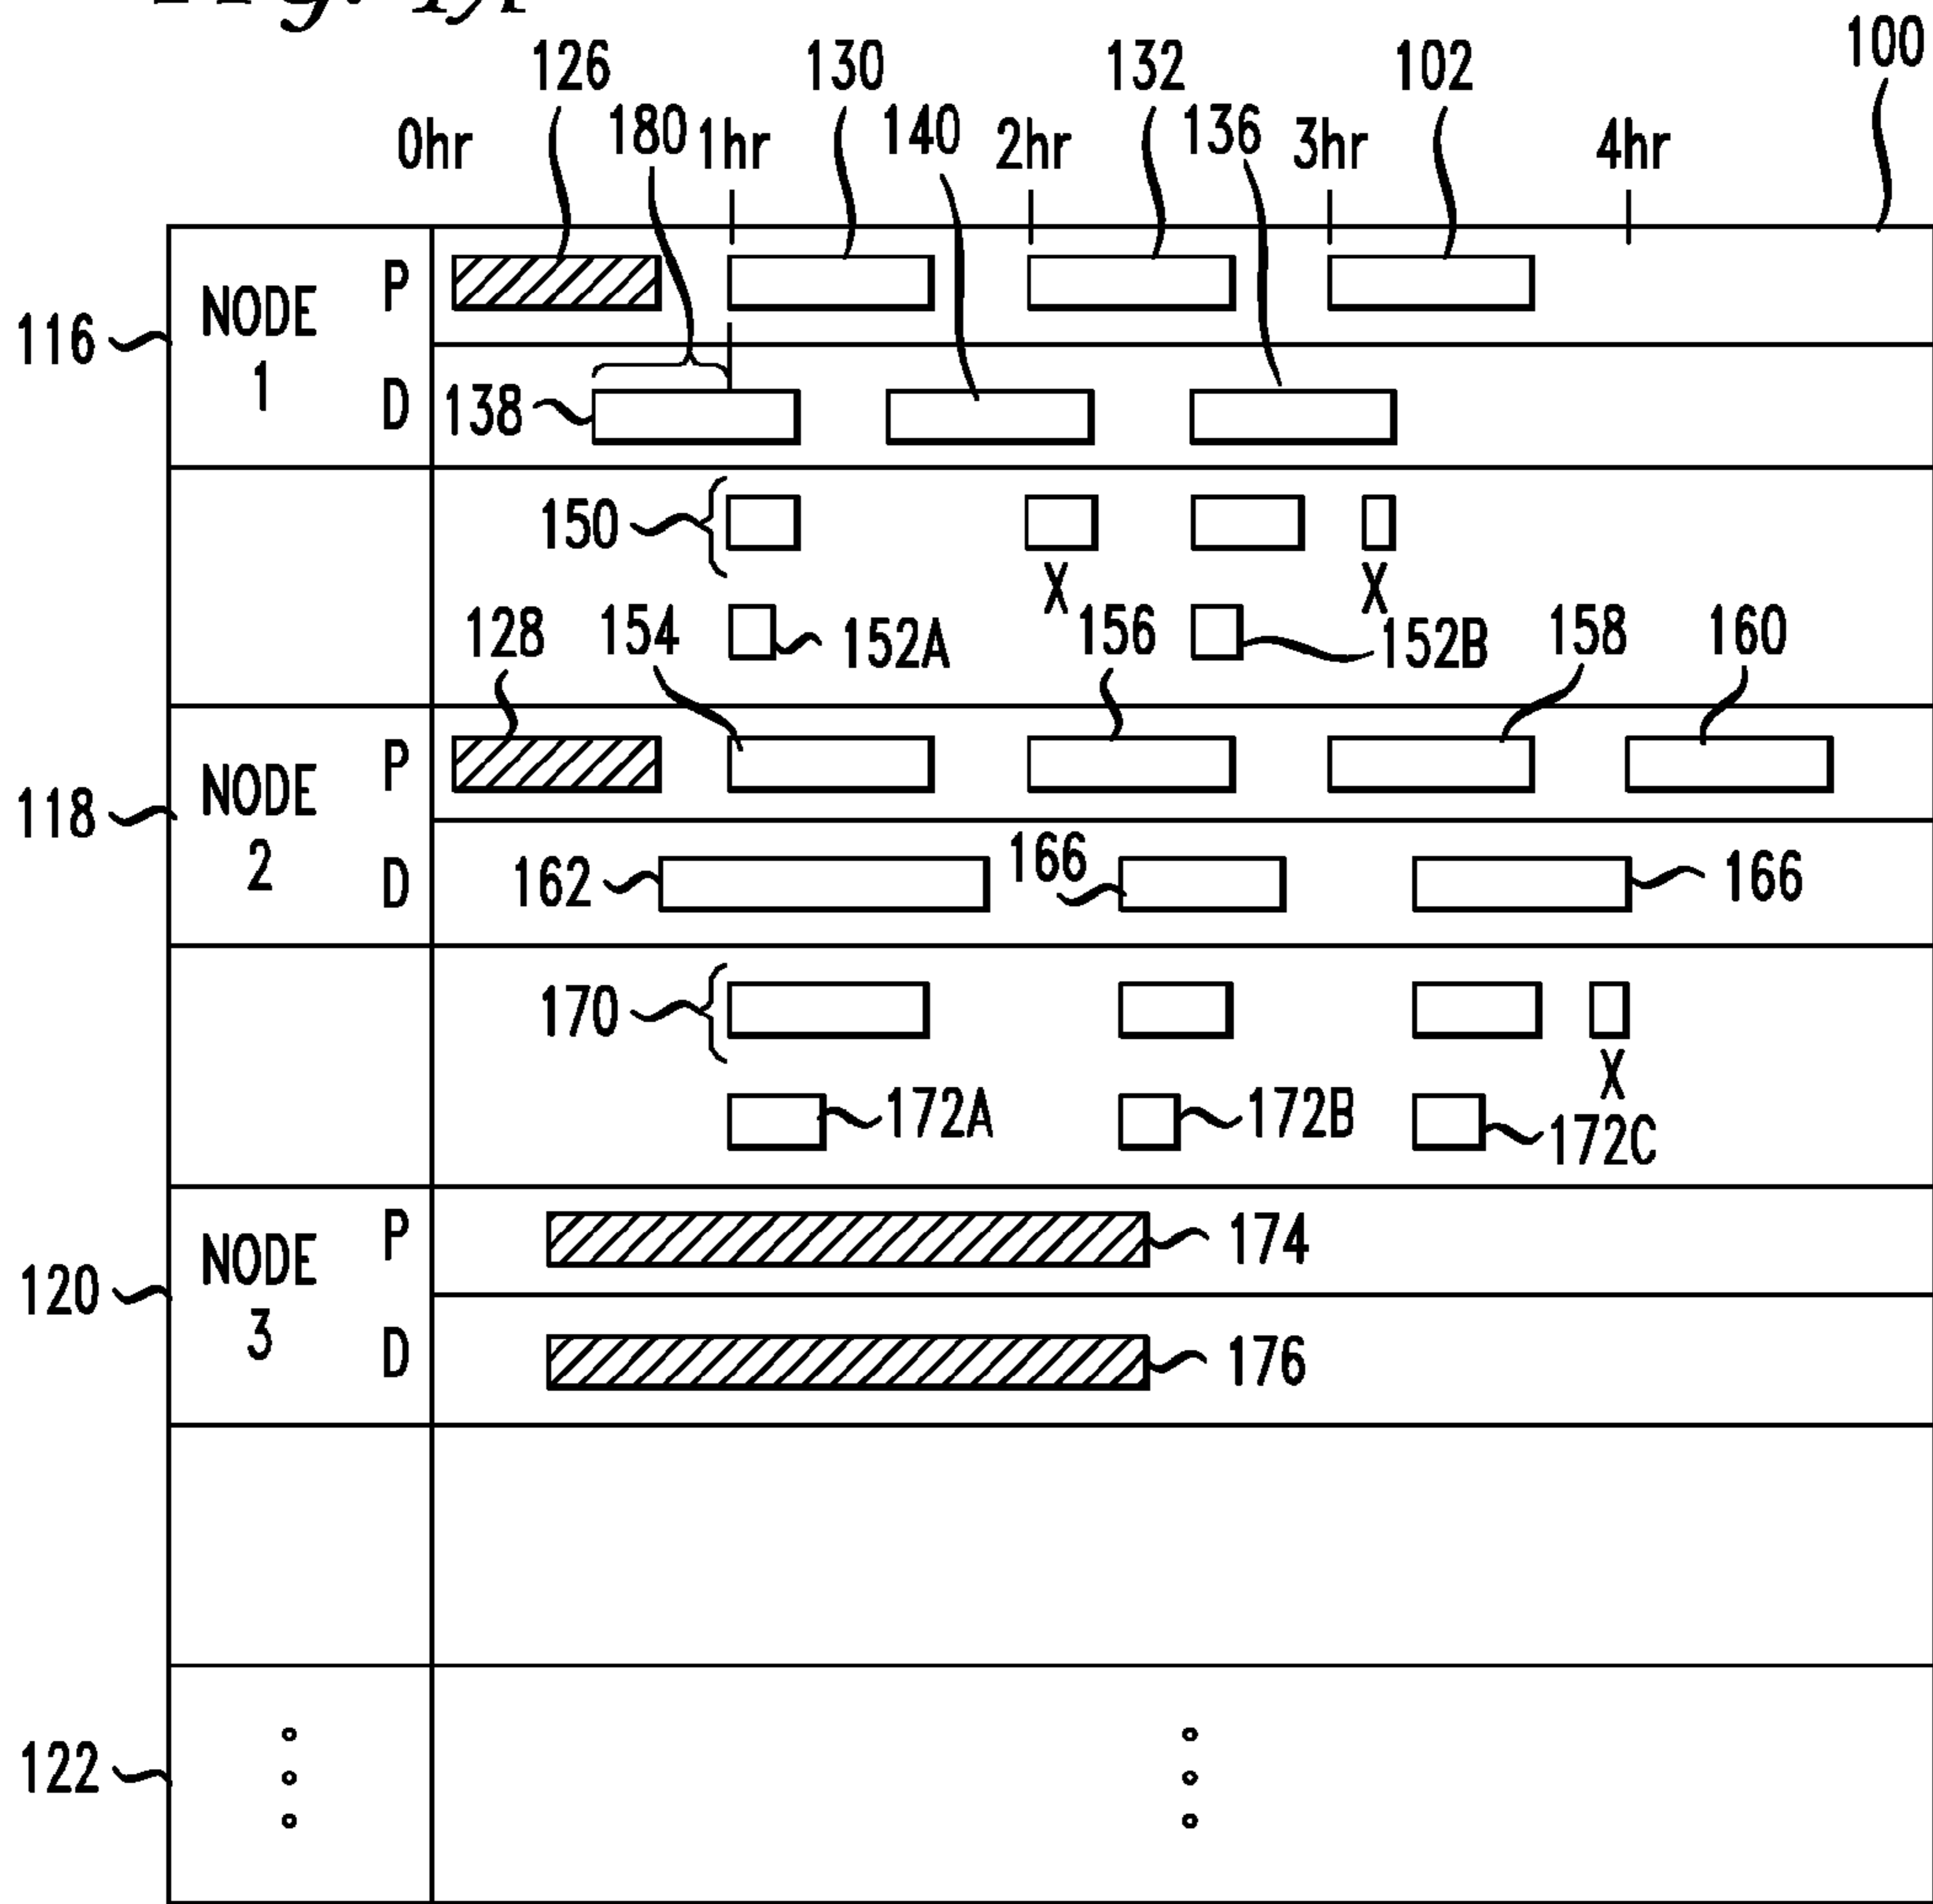 126 130 132 102 100
0hr 180 1hr 140 2hr 136 3hr 4hr
116 NODE 1 P
D 138
150
X X
128 154 152A 156 152B 158 160
118 NODE 2 P
D 162 166 166
170
X
172A 172B 172C
120 NODE 3 P 174
D 176
122